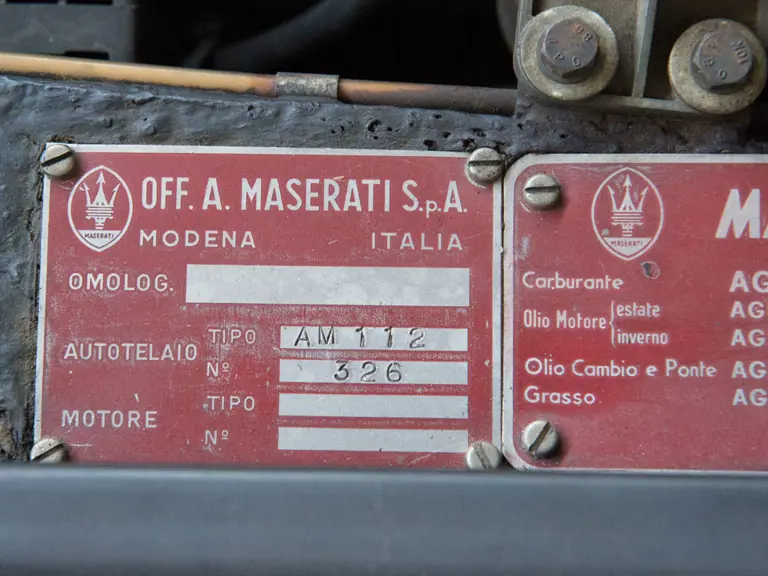 OFF. A. MASERATI S.p.A.
MODENA ITALIA
MASERATI
OMOLOG.
AUTOTELAIO TIPO AM 112
Nº 326
MOTORE TIPO
Nº
MASERATI
MA
Carburante AG
Olio Motore estate AG
inverno AG
Olio Cambio e Ponte AG
Grasso AG